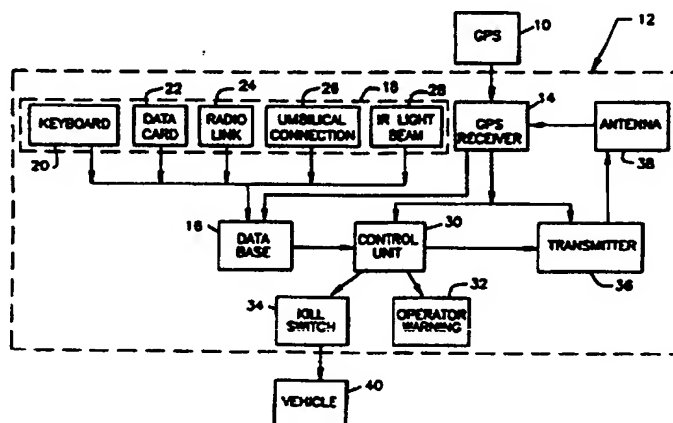 GPS
10
12
22
24
26
18
28
14
KEYBOARD
DATA CARD
RADIO LINK
UMBILICAL CONNECTION
IR LIGHT BEAM
GPS RECEIVER
ANTENNA
20
38
16
DATA BASE
30
CONTROL UNIT
TRANSMITTER
36
34
KILL SWITCH
32
OPERATOR WARNING
VEHICLE
40